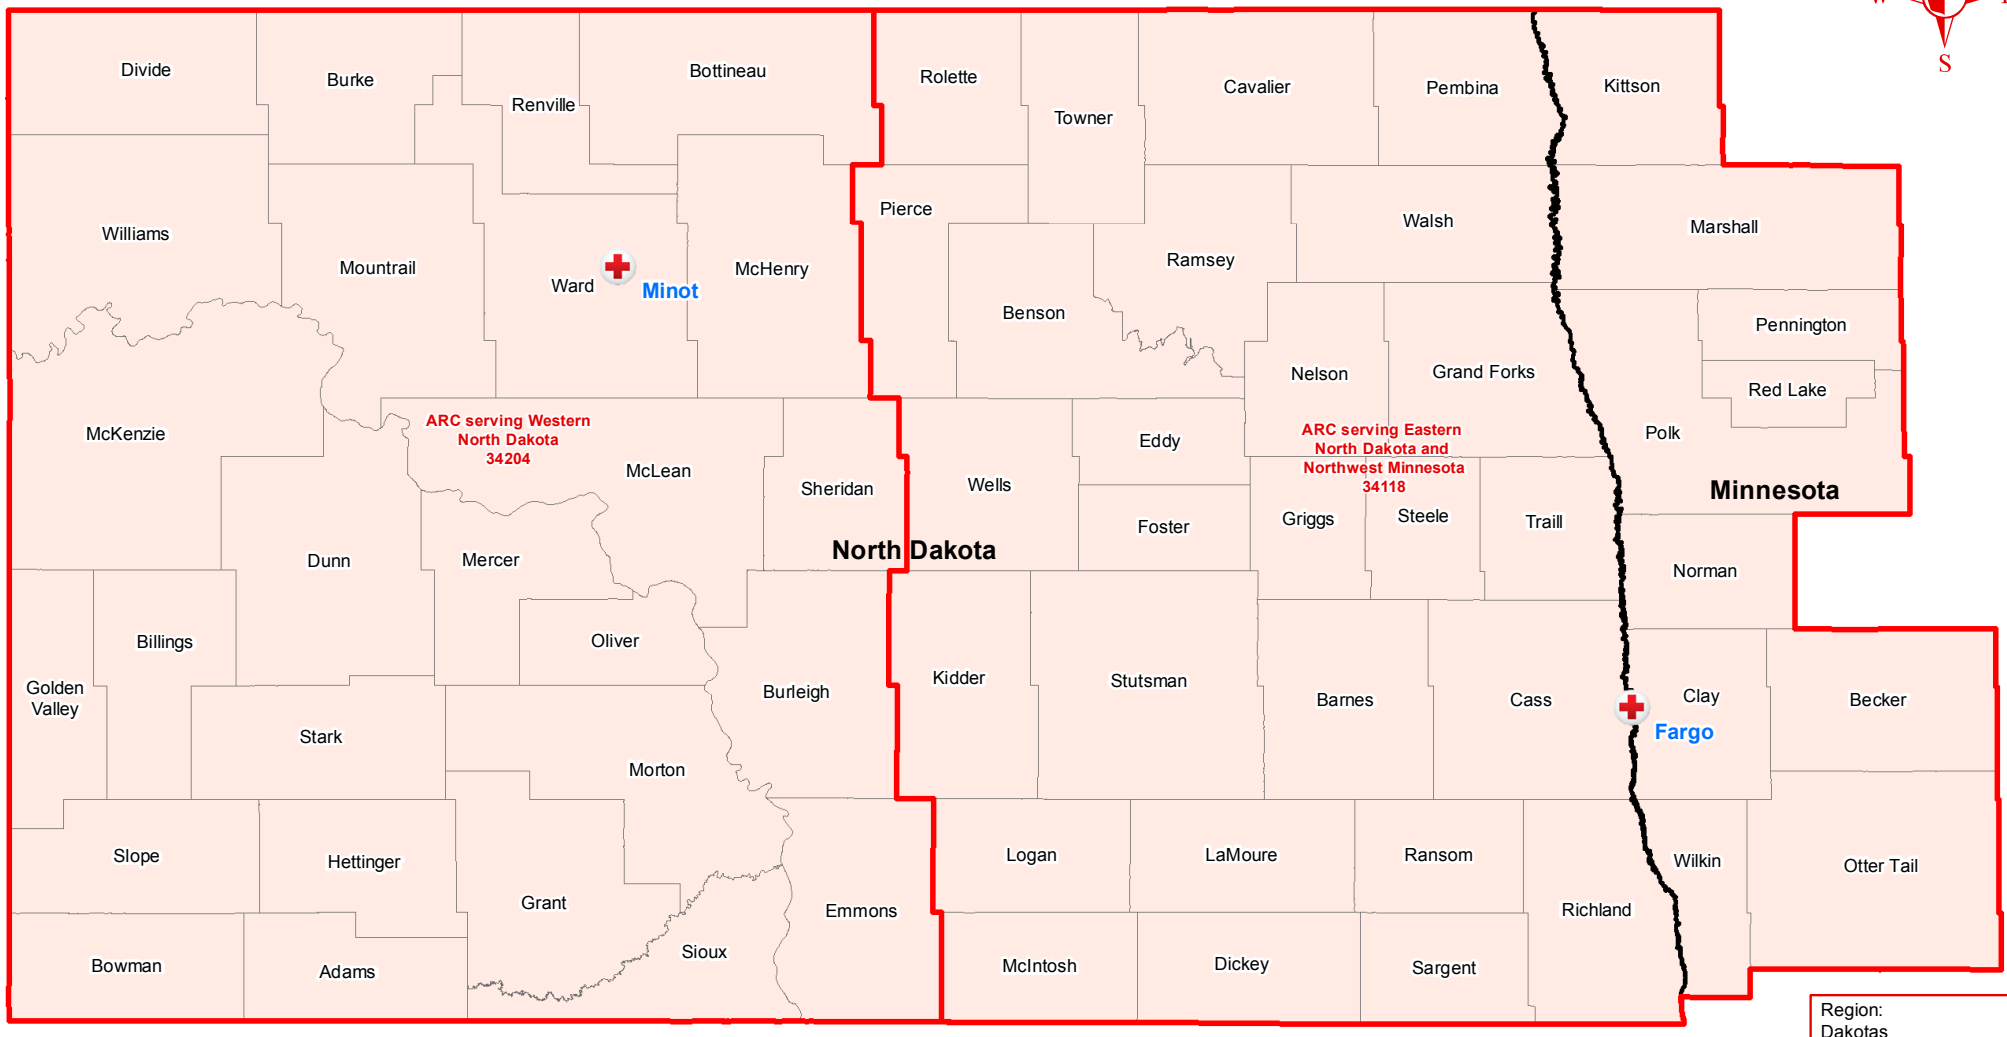 W
S
Divide
Burke
Renville
Bottineau
Rolette
Towner
Cavalier
Pembina
Kittson
Williams
Mountrail
Ward
Minot
McHenry
Pierce
Benson
Ramsey
Walsh
Marshall
Pennington
Red Lake
Nelson
Grand Forks
Polk
McKenzie
ARC serving Western
North Dakota
34204
McLean
Sheridan
Wells
Eddy
Foster
ARC serving Eastern
North Dakota and
Northwest Minnesota
34118
Griggs
Steele
Traill
Minnesota
North Dakota
Norman
Dunn
Mercer
Oliver
Billings
Golden
Valley
Stark
Morton
Burleigh
Kidder
Stutsman
Barnes
Cass
Clay
Fargo
Becker
Slope
Hettinger
Grant
Sioux
Emmons
Logan
LaMoure
Ransom
Richland
Wilkin
Otter Tail
Bowman
Adams
McIntosh
Dickey
Sargent
Region:
Dakotas